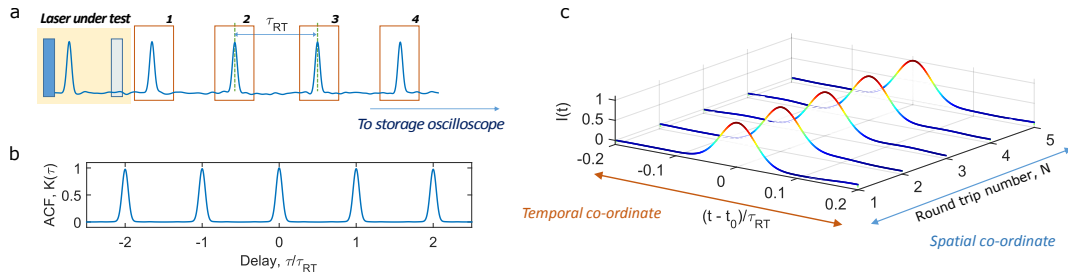 a
Laser under test
1
2
τRT
3
4
To storage oscilloscope
b
ACF, K(τ)
1
0.5
0
-2
-1
0
1
2
Delay, τ/τRT
c
I(t)
1
0.5
0
-0.2
-0.1
0
0.1
0.2
(t - t0)/τRT
Temporal co-ordinate
1
2
3
4
5
Round trip number, N
Spatial co-ordinate